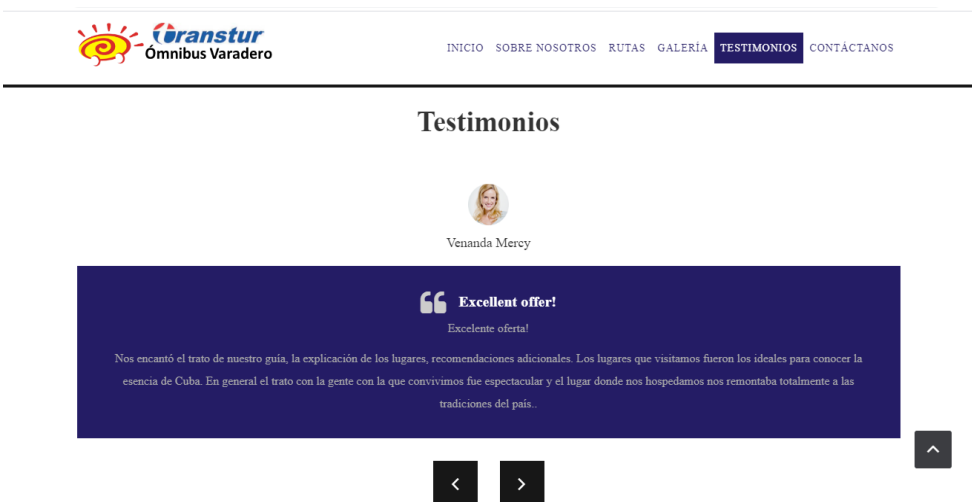 Transtur
Ómnibus Varadero
INICIO SOBRE NOSOTROS RUTAS GALERÍA TESTIMONIOS CONTÁCTANOS
Testimonios
Venanda Mercy
Excellent offer!
Excelente oferta!
Nos encantó el trato de nuestro guía, la explicación de los lugares, recomendaciones adicionales. Los lugares que visitamos fueron los ideales para conocer la
esencia de Cuba. En general el trato con la gente con la que convivimos fue espectacular y el lugar donde nos hospedamos nos remontaba totalmente a las
tradiciones del país..